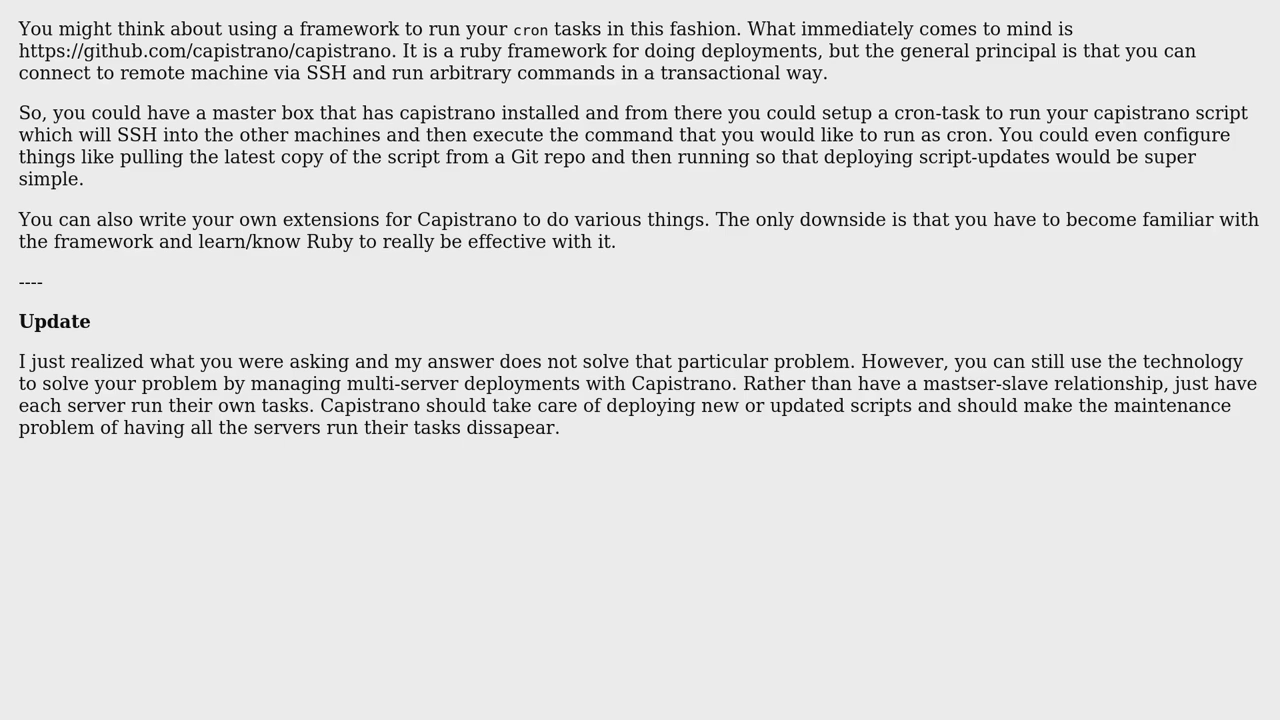 You might think about using a framework to run your cron tasks in this fashion. What immediately comes to mind is
https://github.com/capistrano/capistrano. It is a ruby framework for doing deployments, but the general principal is that you can
connect to remote machine via SSH and run arbitrary commands in a transactional way.
So, you could have a master box that has capistrano installed and from there you could setup a cron-task to run your capistrano script
which will SSH into the other machines and then execute the command that you would like to run as cron. You could even configure
things like pulling the latest copy of the script from a Git repo and then running so that deploying script-updates would be super
simple.
You can also write your own extensions for Capistrano to do various things. The only downside is that you have to become familiar with
the framework and learn/know Ruby to really be effective with it.
----
Update
I just realized what you were asking and my answer does not solve that particular problem. However, you can still use the technology
to solve your problem by managing multi-server deployments with Capistrano. Rather than have a mastser-slave relationship, just have
each server run their own tasks. Capistrano should take care of deploying new or updated scripts and should make the maintenance
problem of having all the servers run their tasks dissapear.